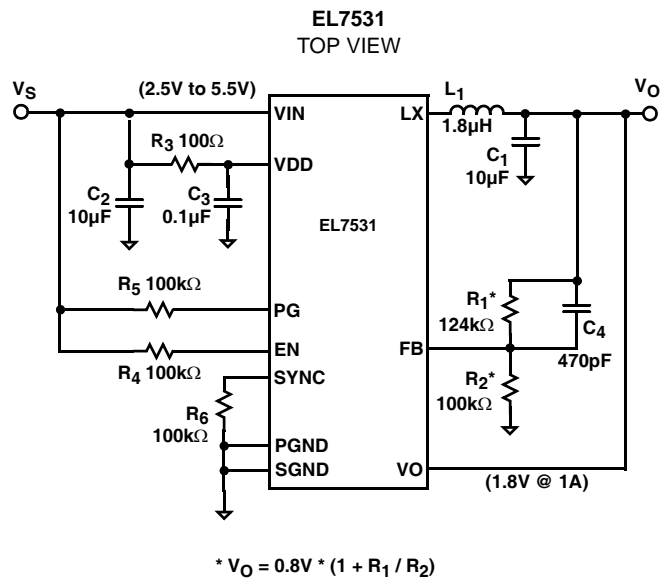 EL7531
TOP VIEW
VS
(2.5V to 5.5V)
VIN
LX
L1
1.8µH
VO
R3 100Ω
VDD
C1
10µF
C2
10µF
C3
0.1µF
EL7531
R5 100kΩ
PG
R1*
124kΩ
C4
470pF
EN
FB
R4 100kΩ
SYNC
R2*
100kΩ
R6
100kΩ
PGND
SGND
VO
(1.8V @ 1A)
* VO = 0.8V * (1 + R1 / R2)